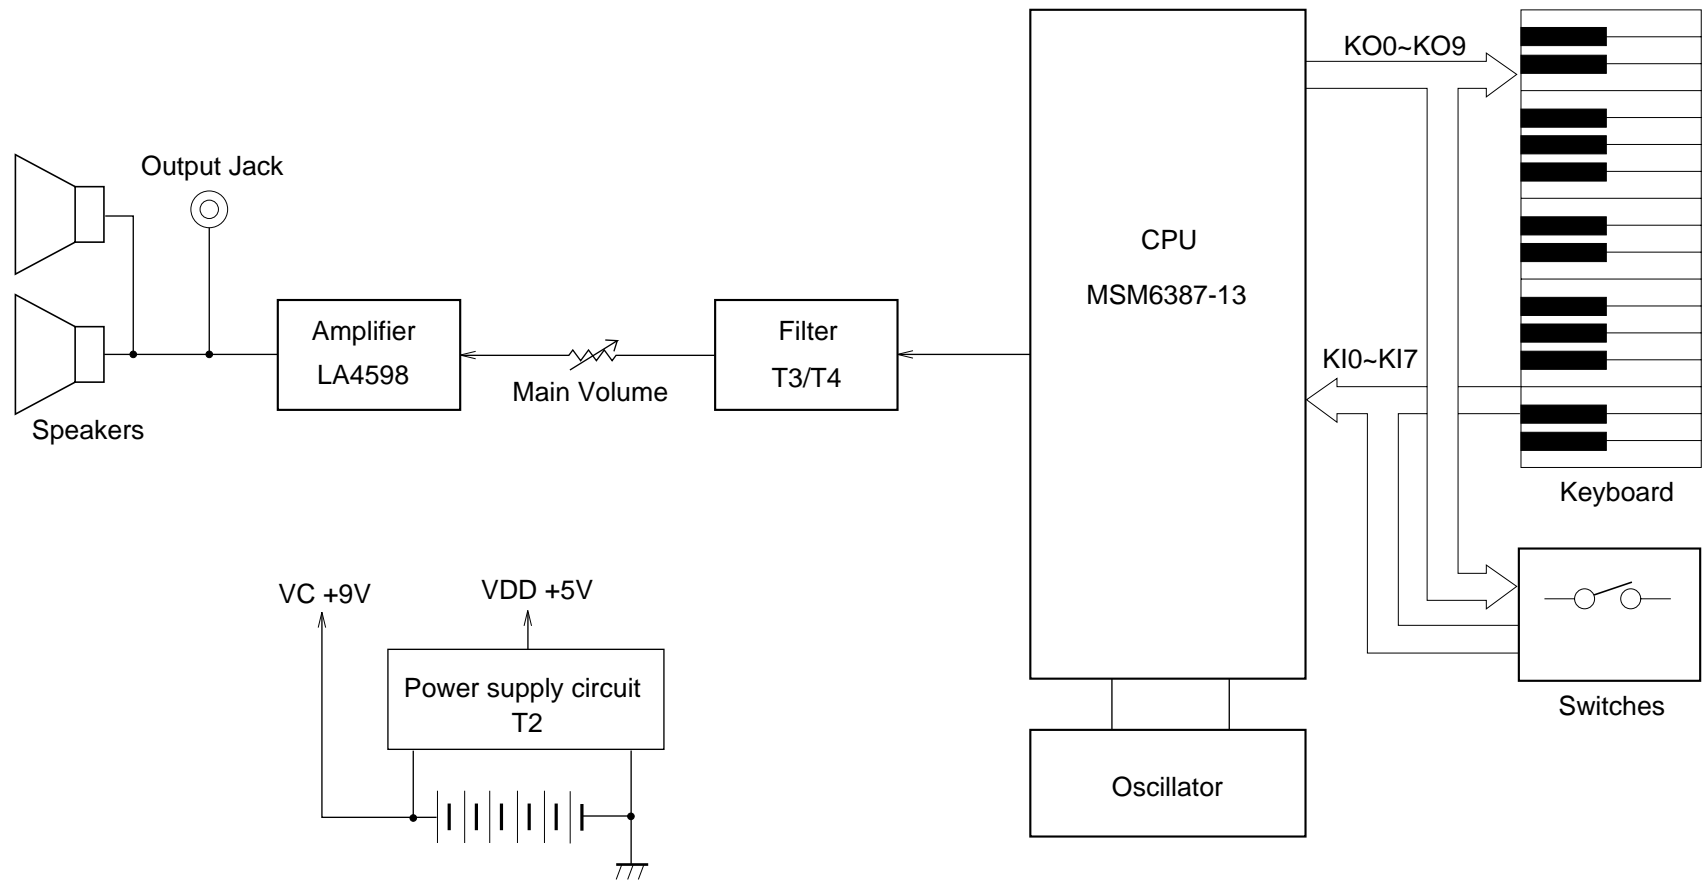 KO0~KO9
Output Jack
CPU
MSM6387-13
Amplifier
LA4598
Main Volume
Filter
T3/T4
KI0~KI7
Speakers
Keyboard
VC +9V
VDD +5V
Power supply circuit
T2
Switches
Oscillator